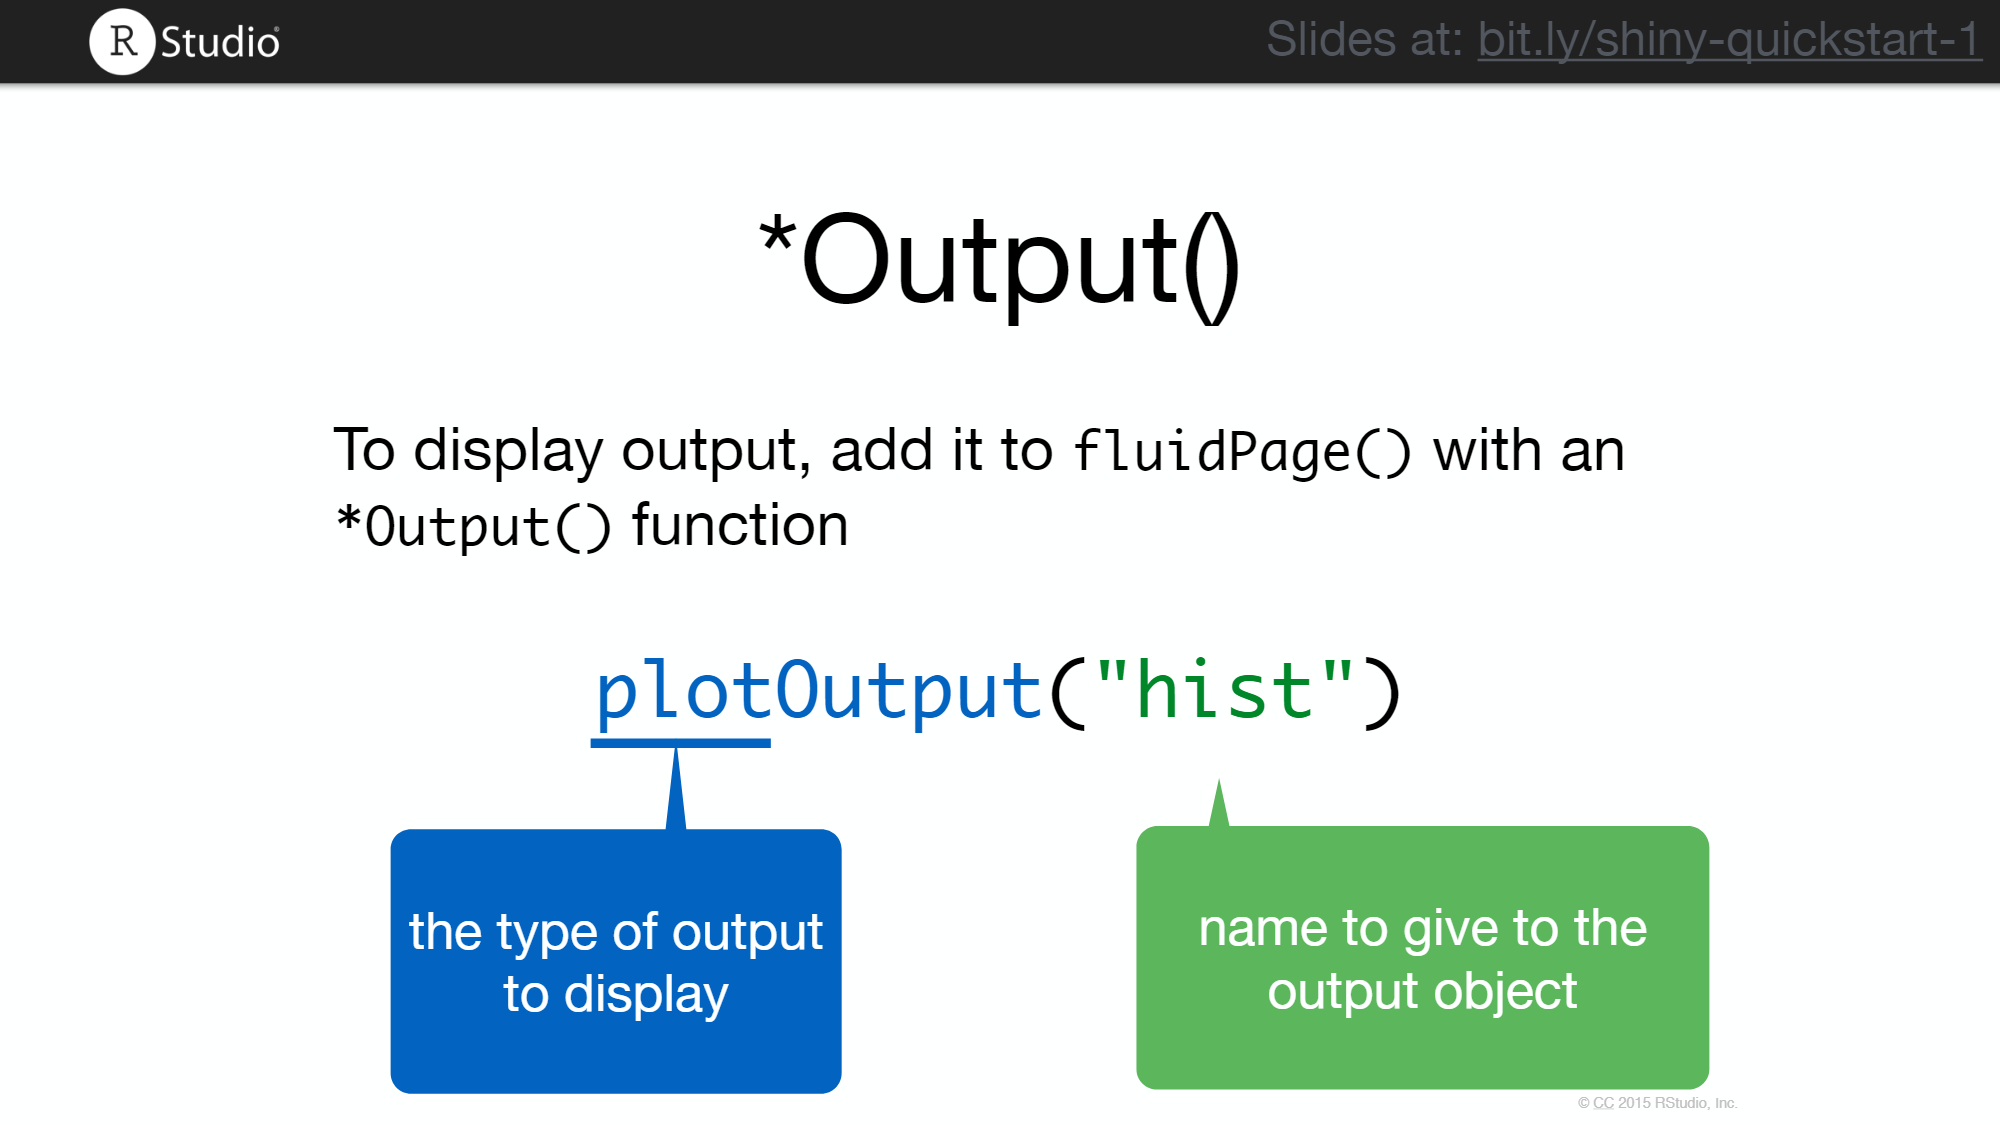 R Studio®
Slides at: bit.ly/shiny-quickstart-1
*Output()
To display output, add it to fluidPage() with an
*Output() function
plotOutput("hist")
the type of output
to display
name to give to the
output object
© CC 2015 RStudio, Inc.